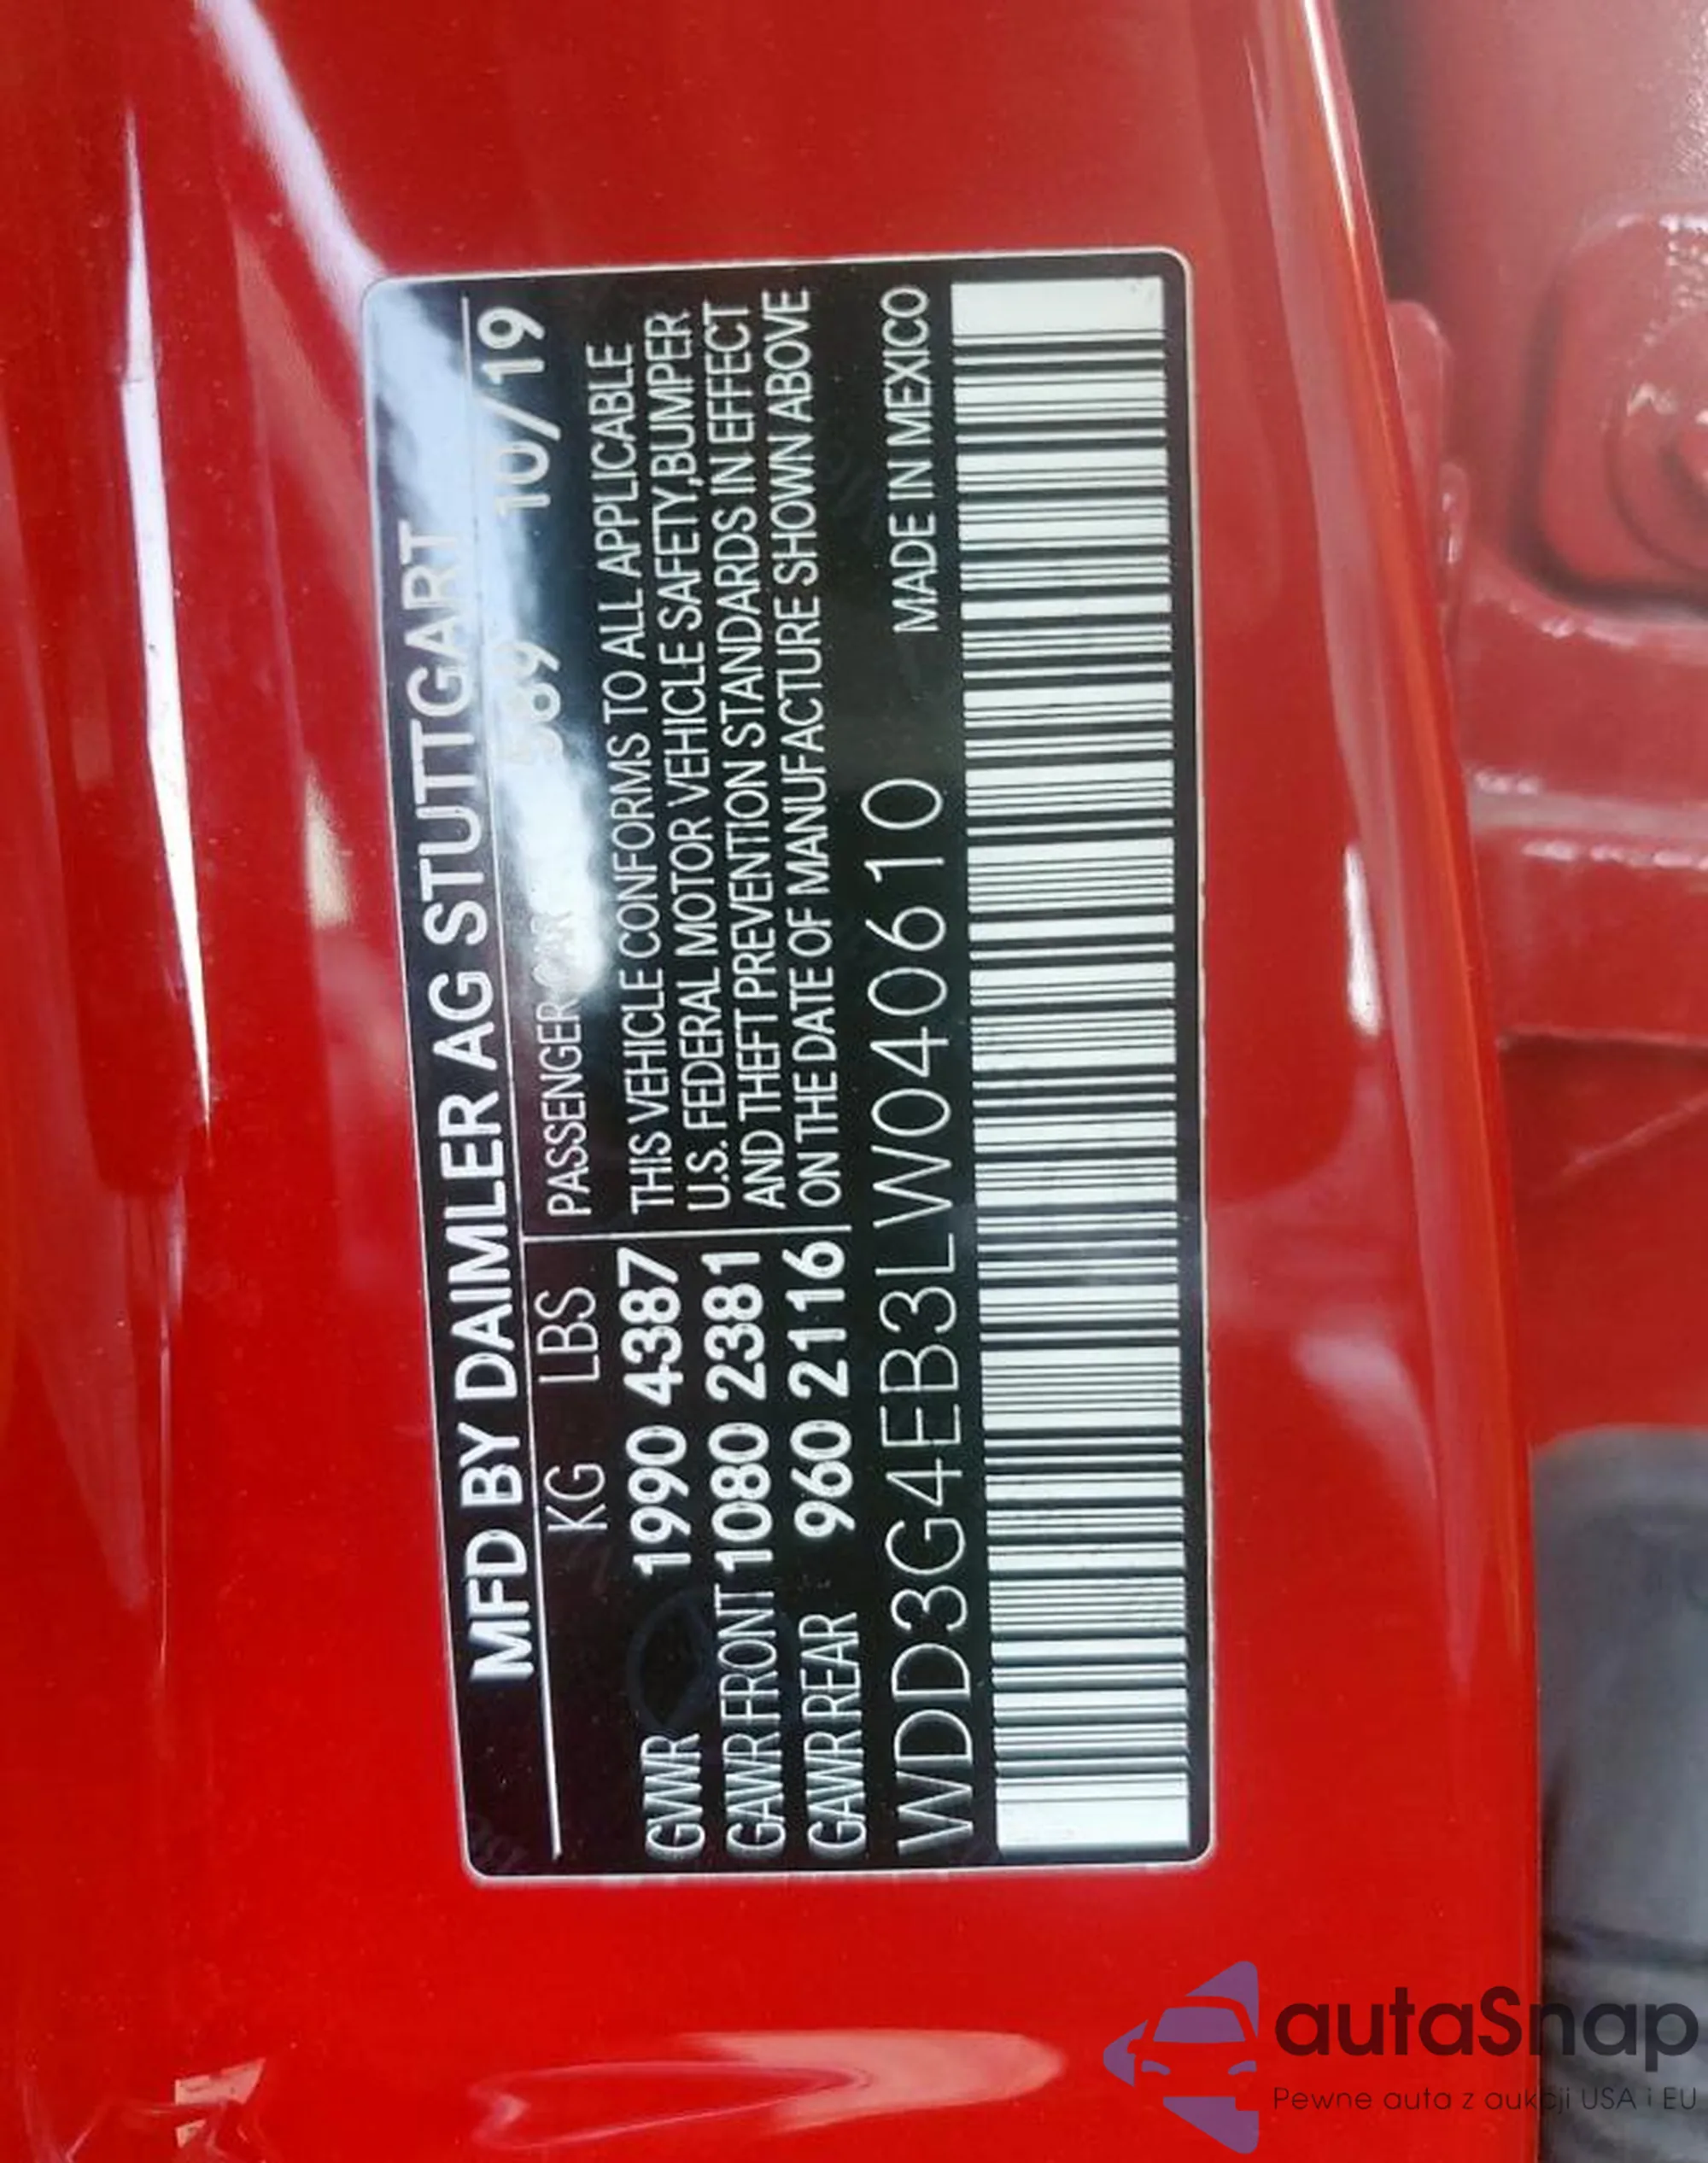 MFD BY DAIMLER AG STUTTGART
KG LBS PASSENGER CAR 589 10/19
GVWR 1990 4387 THIS VEHICLE CONFORMS TO ALL APPLICABLE
U.S. FEDERAL MOTOR VEHICLE SAFETY,BUMPER
GAWR FRONT 1080 2381 AND THEFT PREVENTION STANDARDS IN EFFECT
GAWR REAR 960 2116 ON THE DATE OF MANUFACTURE SHOWN ABOVE
WDD3G4EB3LW040610 MADE IN MEXICO
autaSnap
Pewne auta z aukcji USA i EU